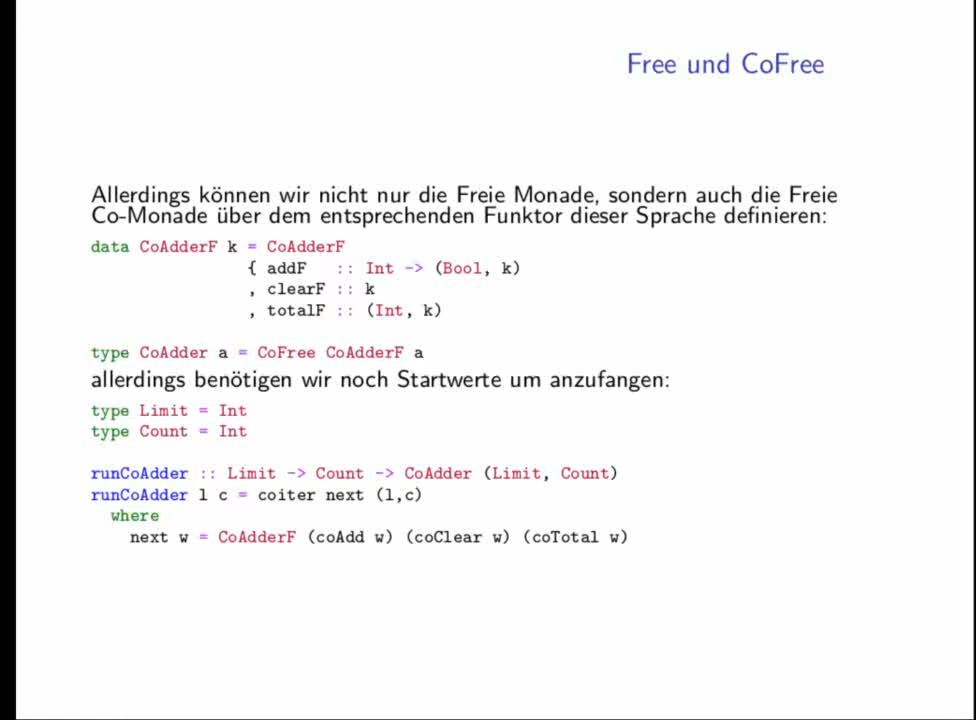 Free und CoFree
Allerdings können wir nicht nur die Freie Monade, sondern auch die Freie
Co-Monade über dem entsprechenden Funktor dieser Sprache definieren:
data CoAdderF k = CoAdderF
{ addF :: Int -> (Bool, k)
, clearF :: k
, totalF :: (Int, k)
type CoAdder a = CoFree CoAdderF a
allerdings benötigen wir noch Startwerte um anzufangen:
type Limit = Int
type Count = Int
runCoAdder :: Limit -> Count -> CoAdder (Limit, Count)
runCoAdder l c = coiter next (l,c)
where
next w = CoAdderF (coAdd w) (coClear w) (coTotal w)